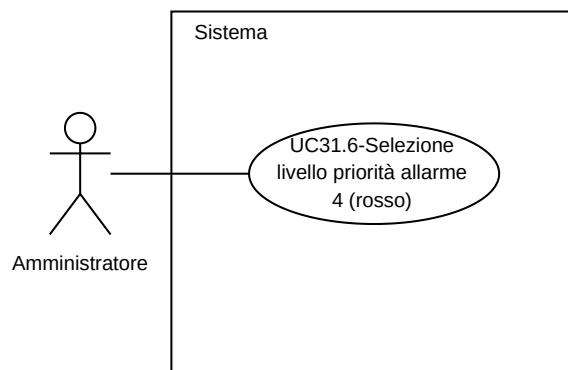 Sistema
UC31.6-Selezione
livello priorità allarme
4 (rosso)
Amministratore